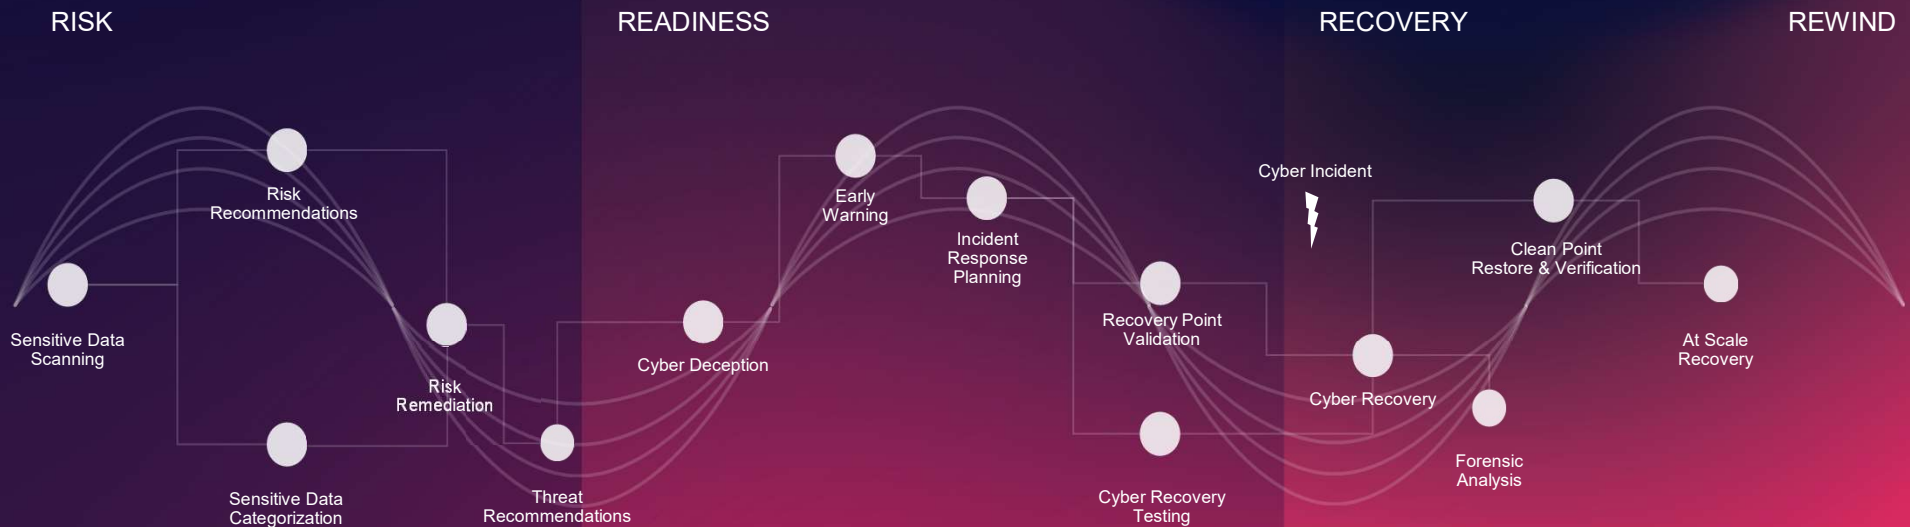 RISK
READINESS
RECOVERY
REWIND
Risk
Recommendations
Sensitive Data
Scanning
Risk
Remediation
Sensitive Data
Categorization
Threat
Recommendations
Cyber Deception
Early
Warning
Incident
Response
Planning
Recovery Point
Validation
Cyber Recovery
Testing
Cyber Incident
Cyber Recovery
Clean Point
Restore & Verification
Forensic
Analysis
At Scale
Recovery